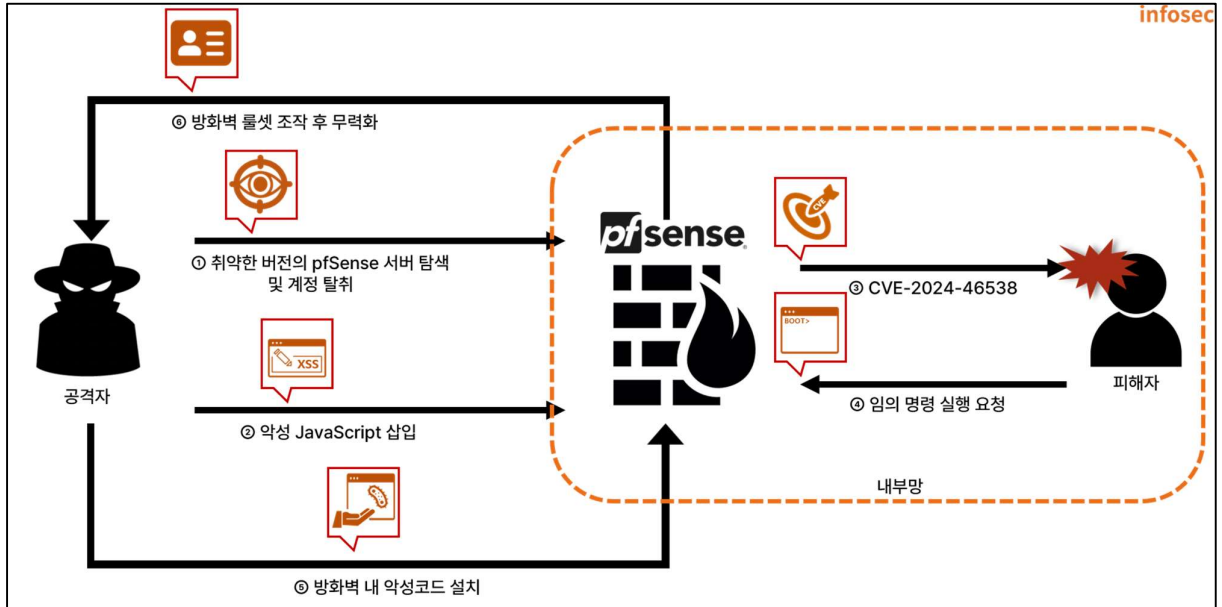 infosec
⑥ 방화벽 룰셋 조작 후 무력화
① 취약한 버전의 pfSense 서버 탐색
및 계정 탈취
pfsense
CVE
③ CVE-2024-46538
BOOT>
XSS
공격자
피해자
② 악성 JavaScript 삽입
④ 임의 명령 실행 요청
내부망
⑤ 방화벽 내 악성코드 설치